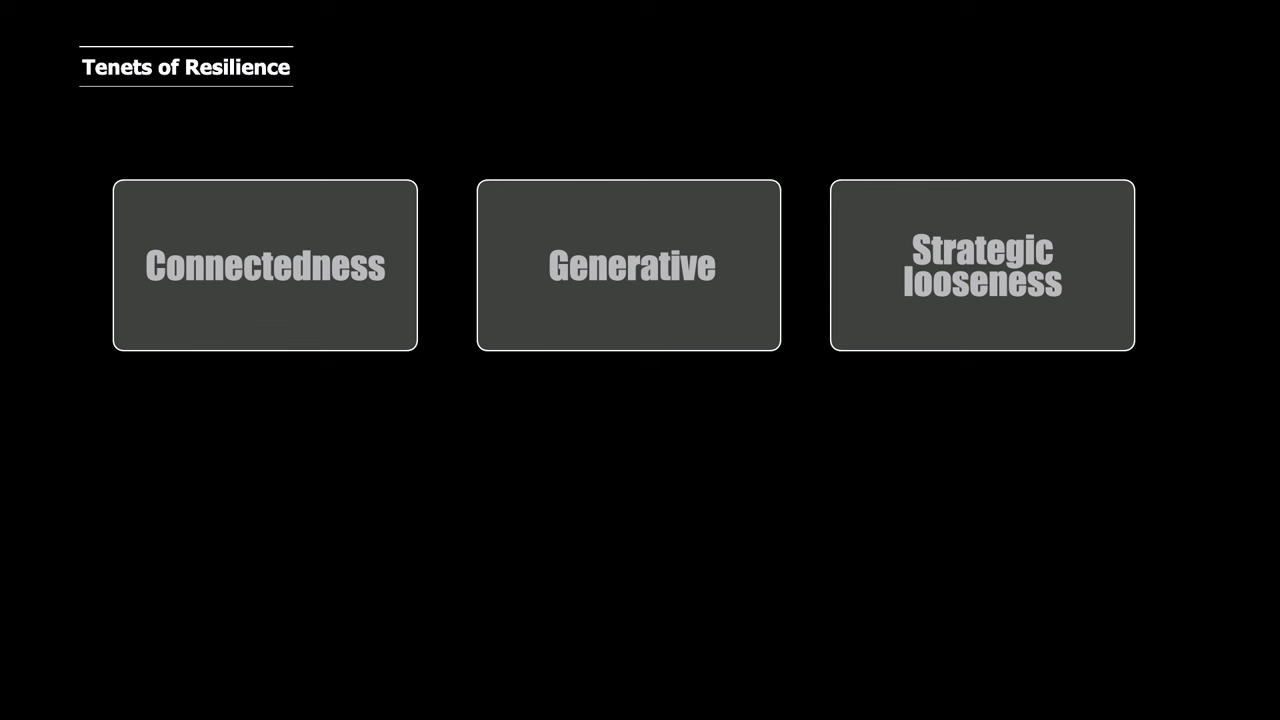 Tenets of Resilience
Connectedness
Generative
Strategic
looseness